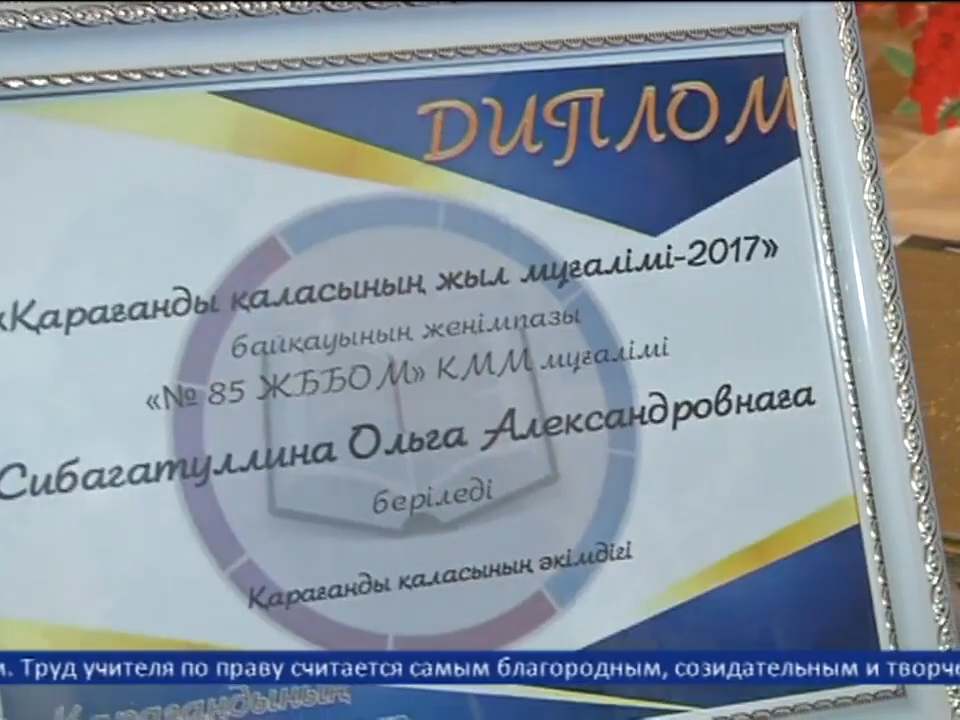 ДИПЛОМ
«Қарағанды қаласының жыл мұғалімі-2017»
байқауының жеңімпазы
«№ 85 ЖББОМ» КММ мұғалімі
Сибагатуллина Ольга Александровнаға
беріледі
Қарағанды қаласының әкімдігі
Труд учителя по праву считается самым благородным, созидательным и
Қарағандының